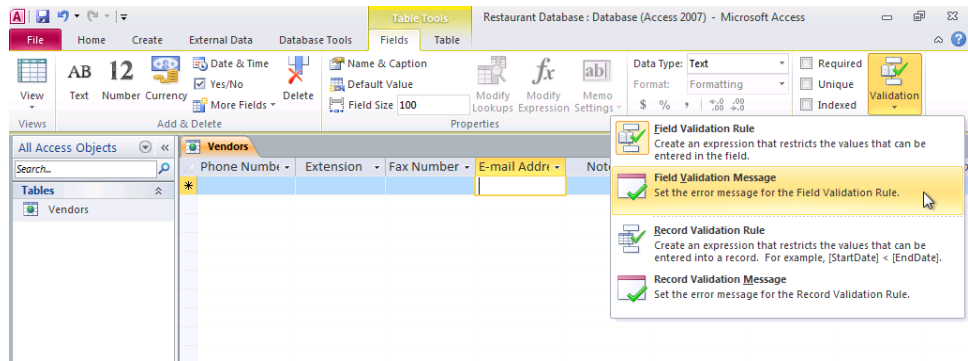 Table Tools
Restaurant Database : Database (Access 2007) - Microsoft Access
File Home Create External Data Database Tools Fields Table
View
Views
AB Text
12 Number
Currency
Date & Time
Yes/No
More Fields
Delete
Add & Delete
Name & Caption
Default Value
Field Size 100
Modify Lookups
fx Modify Expression
ab Memo Settings
Properties
Data Type: Text
Format: Formatting
$ % ,
Required
Unique
Indexed
Validation
Field Validation Rule
Create an expression that restricts the values that can be
entered in the field.
Field Validation Message
Set the error message for the Field Validation Rule.
Record Validation Rule
Create an expression that restricts the values that can be
entered into a record. For example, [StartDate] < [EndDate].
Record Validation Message
Set the error message for the Record Validation Rule.
All Access Objects
Search...
Tables
Vendors
Vendors
Phone Numbe Extension Fax Number E-mail Addre Not